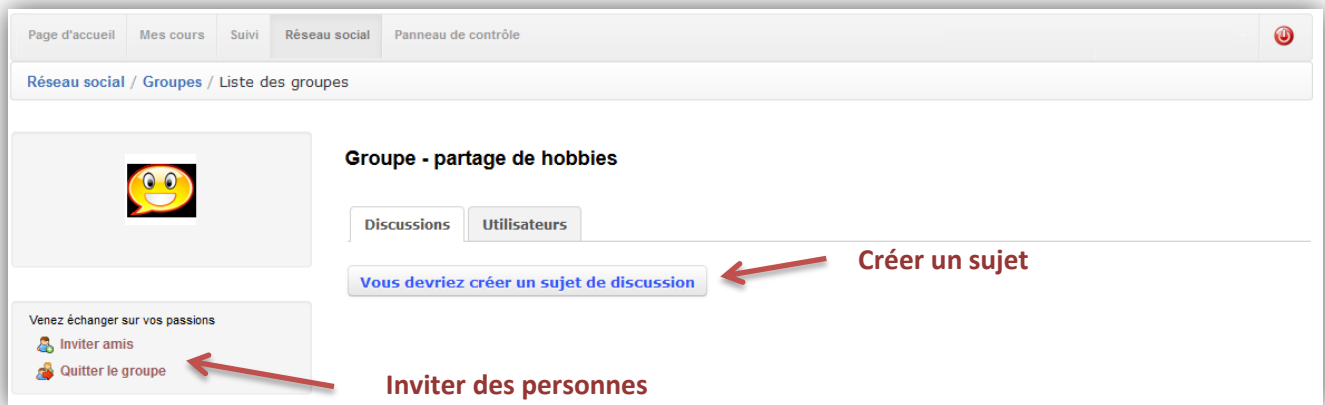 Page d'accueil Mes cours Suivi Réseau social Panneau de contrôle
Réseau social / Groupes / Liste des groupes
Groupe - partage de hobbies
Discussions Utilisateurs
Créer un sujet
Vous devriez créer un sujet de discussion
Venez échanger sur vos passions
Inviter amis
Quitter le groupe
Inviter des personnes